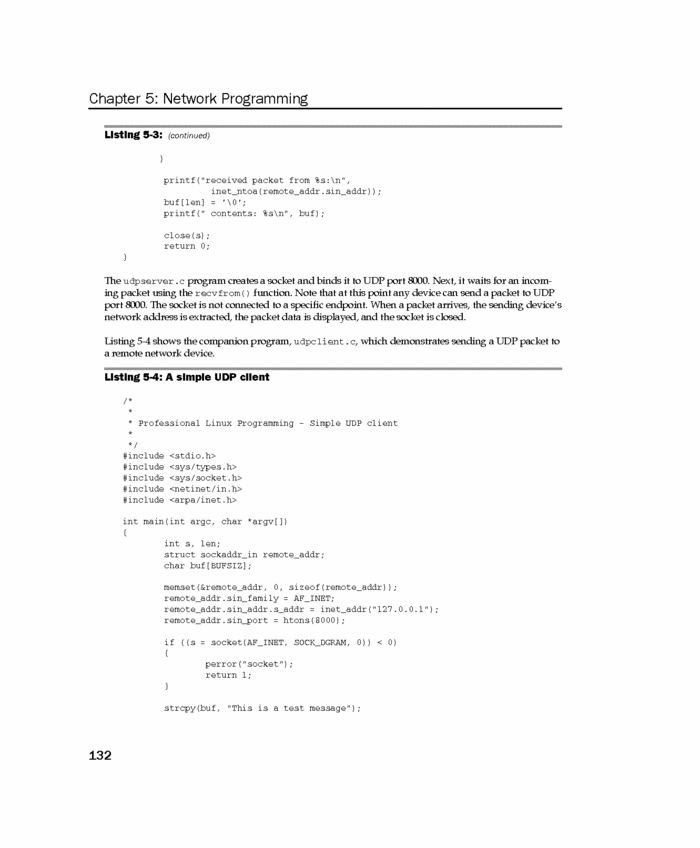 Chapter 5: Network Programming
Listing 5-3: (continued)
}
printf("received packet from %s:\n",
inet_ntoa(remote_addr.sin_addr));
buf[len] = '\0';
printf(" contents: %s\n", buf);
close(s);
return 0;
}
The udpserver.c program creates a socket and binds it to UDP port 8000. Next, it waits for an incom-
ing packet using the recvfrom() function. Note that at this point any device can send a packet to UDP
port 8000. The socket is not connected to a specific endpoint. When a packet arrives, the sending device's
network address is extracted, the packet data is displayed, and the socket is closed.
Listing 5-4 shows the companion program, udpclient.c, which demonstrates sending a UDP packet to
a remote network device.
Listing 5-4: A simple UDP client
/*
*
* Professional Linux Programming - Simple UDP client
*
*/
#include <stdio.h>
#include <sys/types.h>
#include <sys/socket.h>
#include <netinet/in.h>
#include <arpa/inet.h>
int main(int argc, char *argv[])
{
int s, len;
struct sockaddr_in remote_addr;
char buf[BUFSIZ];
memset(&remote_addr, 0, sizeof(remote_addr));
remote_addr.sin_family = AF_INET;
remote_addr.sin_addr.s_addr = inet_addr("127.0.0.1");
remote_addr.sin_port = htons(8000);
if ((s = socket(AF_INET, SOCK_DGRAM, 0)) < 0)
{
perror("socket");
return 1;
}
strcpy(buf, "This is a test message");
132